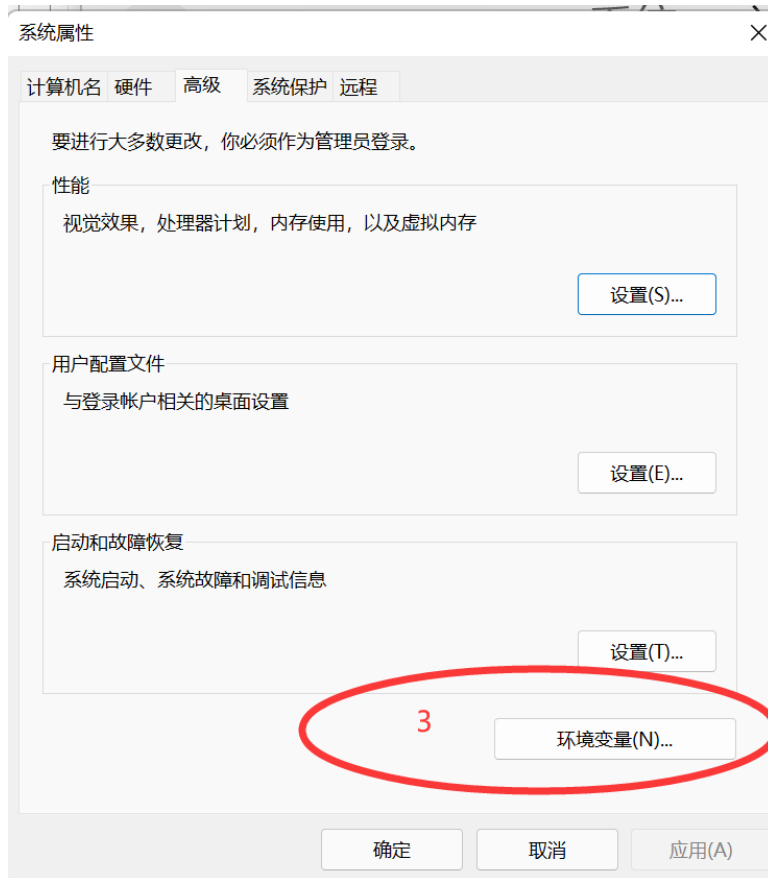 系统属性
计算机名 硬件 高级 系统保护 远程
要进行大多数更改，你必须作为管理员登录。
性能
视觉效果，处理器计划，内存使用，以及虚拟内存
设置(S)...
用户配置文件
与登录帐户相关的桌面设置
设置(E)...
启动和故障恢复
系统启动、系统故障和调试信息
设置(T)...
3
环境变量(N)...
确定 取消 应用(A)